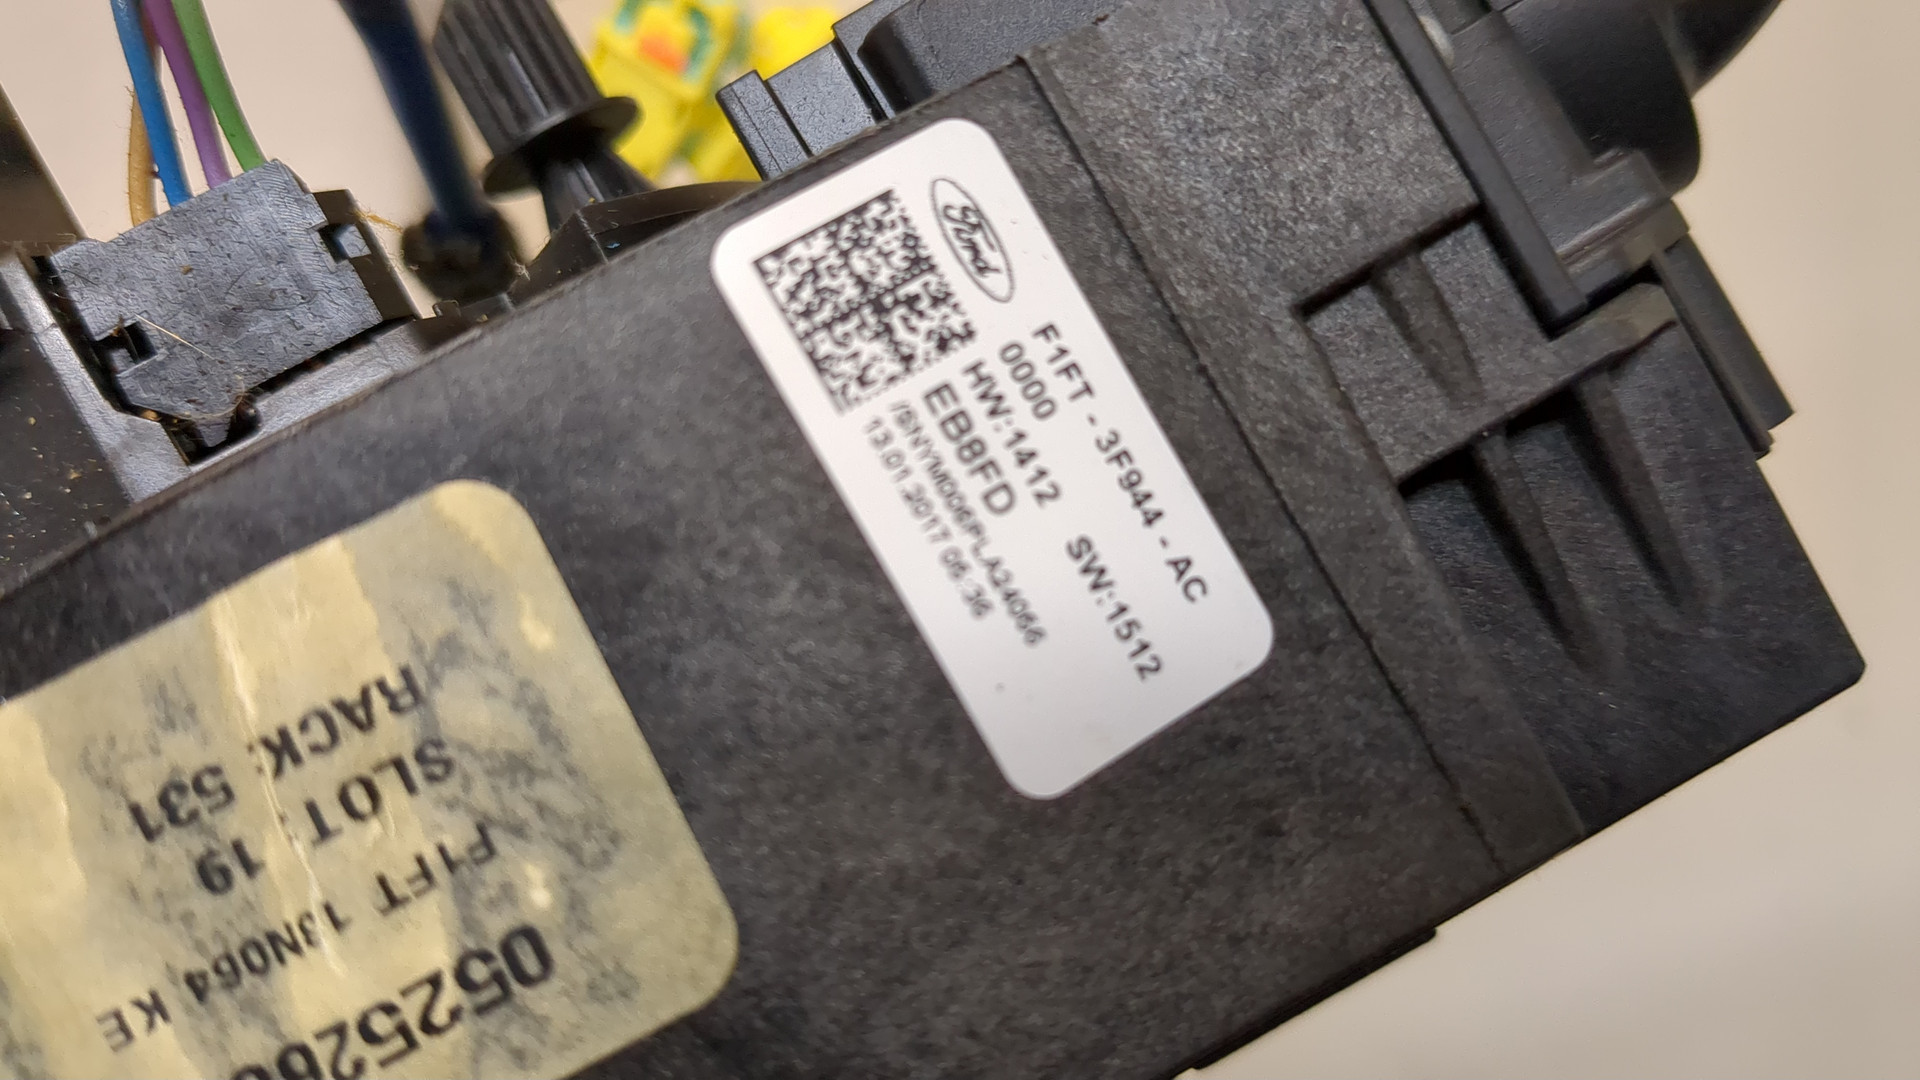 Ford
F1FT - 3F944 - AC
0000
HW:1412 SW:1512
EB8FD
13.01.2017 05:36
RACK: 531
SLOT: 19
F1FT 13N064 KE